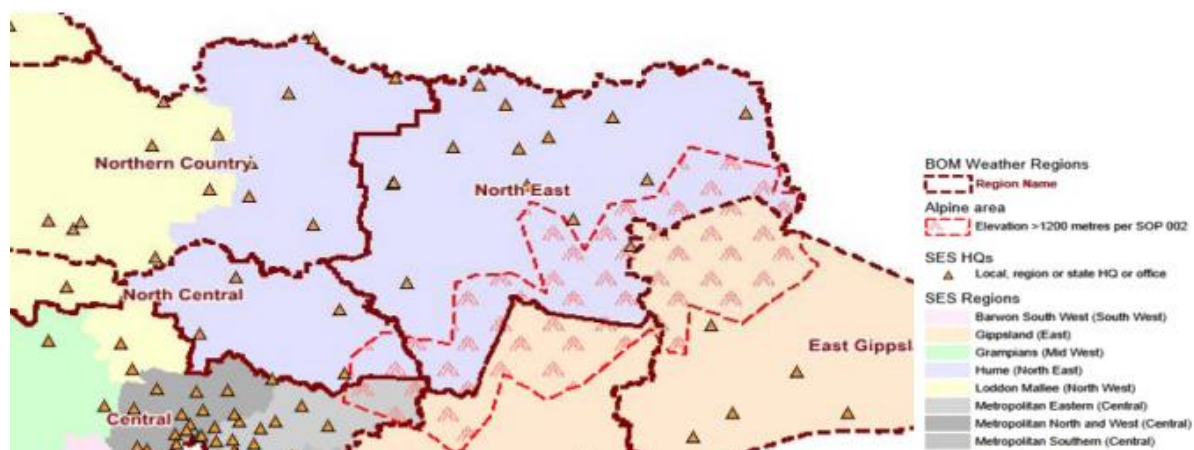 Northern Country
North East
North Central
Central
East Gippsl
BOM Weather Regions
Region Name
Alpine area
Elevation >1200 metres per SOP 002
SES HQs
Local, region or state HQ or office
SES Regions
Barwon South West (South West)
Gippsland (East)
Grampians (Mid West)
Hume (North East)
Loddon Mallee (North West)
Metropolitan Eastern (Central)
Metropolitan North and West (Central)
Metropolitan Southern (Central)